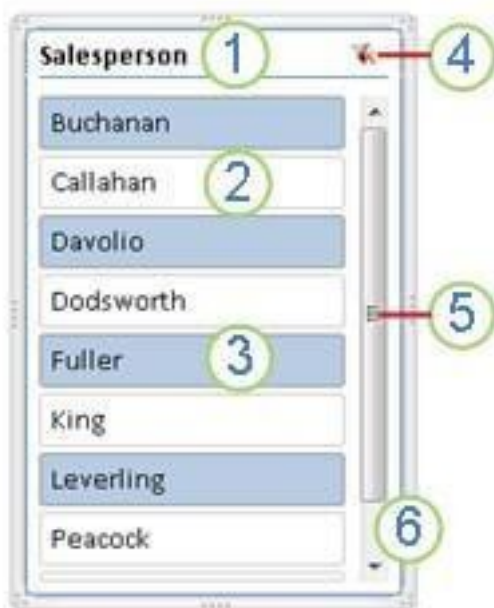 Salesperson 1 4
Buchanan
Callahan 2
Davolio
Dodsworth 5
Fuller 3
King
Leverling
Peacock 6